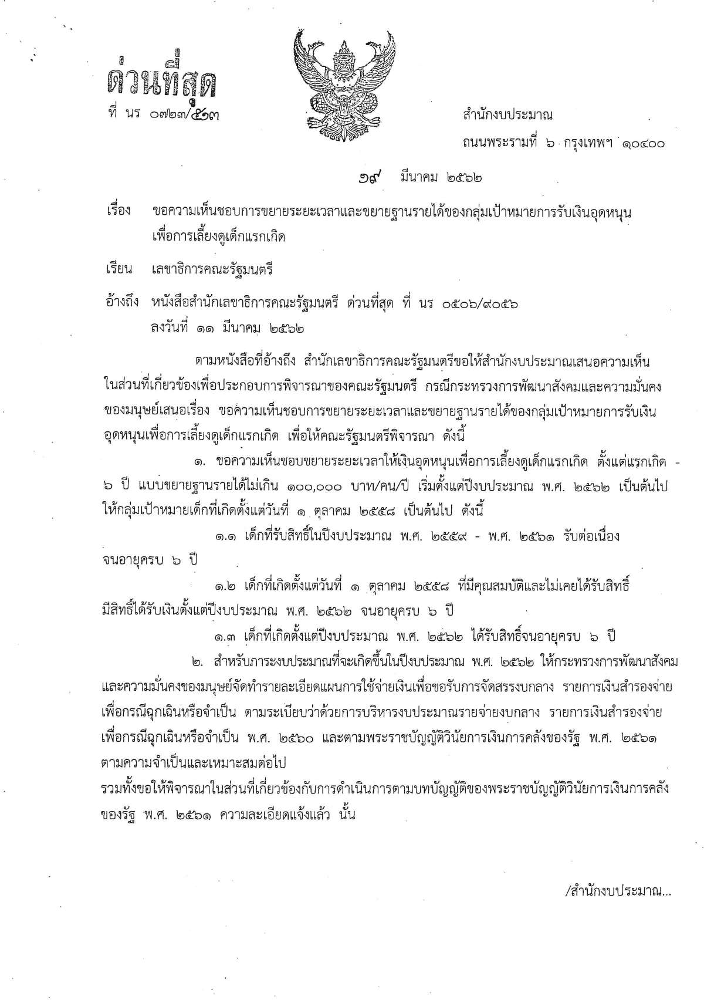 ด่วนที่สุด
ที่ นร ๐๗๒๓/๕๑๓
สำนักงบประมาณ
ถนนพระรามที่ ๖ กรุงเทพฯ ๑๐๔๐๐
๑๙ มีนาคม ๒๕๖๒
เรื่อง ขอความเห็นชอบการขยายระยะเวลาและขยายฐานรายได้ของกลุ่มเป้าหมายการรับเงินอุดหนุน
เพื่อการเลี้ยงดูเด็กแรกเกิด
เรียน เลขาธิการคณะรัฐมนตรี
อ้างถึง หนังสือสำนักเลขาธิการคณะรัฐมนตรี ด่วนที่สุด ที่ นร ๐๕๐๖/๙๐๕๖
ลงวันที่ ๑๑ มีนาคม ๒๕๖๒
ตามหนังสือที่อ้างถึง สำนักเลขาธิการคณะรัฐมนตรีขอให้สำนักงบประมาณเสนอความเห็น
ในส่วนที่เกี่ยวข้องเพื่อประกอบการพิจารณาของคณะรัฐมนตรี กรณีกระทรวงการพัฒนาสังคมและความมั่นคง
ของมนุษย์เสนอเรื่อง ขอความเห็นชอบการขยายระยะเวลาและขยายฐานรายได้ของกลุ่มเป้าหมายการรับเงิน
อุดหนุนเพื่อการเลี้ยงดูเด็กแรกเกิด เพื่อให้คณะรัฐมนตรีพิจารณา ดังนี้
๑. ขอความเห็นชอบขยายระยะเวลาให้เงินอุดหนุนเพื่อการเลี้ยงดูเด็กแรกเกิด ตั้งแต่แรกเกิด -
๖ ปี แบบขยายฐานรายได้ไม่เกิน ๑๐๐,๐๐๐ บาท/คน/ปี เริ่มตั้งแต่ปีงบประมาณ พ.ศ. ๒๕๖๒ เป็นต้นไป
ให้กลุ่มเป้าหมายเด็กที่เกิดตั้งแต่วันที่ ๑ ตุลาคม ๒๕๕๘ เป็นต้นไป ดังนี้
๑.๑ เด็กที่รับสิทธิ์ในปีงบประมาณ พ.ศ. ๒๕๕๙ - พ.ศ. ๒๕๖๑ รับต่อเนื่อง
จนอายุครบ ๖ ปี
๑.๒ เด็กที่เกิดตั้งแต่วันที่ ๑ ตุลาคม ๒๕๕๘ ที่มีคุณสมบัติและไม่เคยได้รับสิทธิ์
มีสิทธิ์ได้รับเงินตั้งแต่ปีงบประมาณ พ.ศ. ๒๕๖๒ จนอายุครบ ๖ ปี
๑.๓ เด็กที่เกิดตั้งแต่ปีงบประมาณ พ.ศ. ๒๕๖๒ ได้รับสิทธิ์จนอายุครบ ๖ ปี
๒. สำหรับภาระงบประมาณที่จะเกิดขึ้นในปีงบประมาณ พ.ศ. ๒๕๖๒ ให้กระทรวงการพัฒนาสังคม
และความมั่นคงของมนุษย์จัดทำรายละเอียดแผนการใช้จ่ายเงินเพื่อขอรับการจัดสรรงบกลาง รายการเงินสำรองจ่าย
เพื่อกรณีฉุกเฉินหรือจำเป็น ตามระเบียบว่าด้วยการบริหารงบประมาณรายจ่ายงบกลาง รายการเงินสำรองจ่าย
เพื่อกรณีฉุกเฉินหรือจำเป็น พ.ศ. ๒๕๖๐ และตามพระราชบัญญัติวินัยการเงินการคลังของรัฐ พ.ศ. ๒๕๖๑
ตามความจำเป็นและเหมาะสมต่อไป
รวมทั้งขอให้พิจารณาในส่วนที่เกี่ยวข้องกับการดำเนินการตามบทบัญญัติของพระราชบัญญัติวินัยการเงินการคลัง
ของรัฐ พ.ศ. ๒๕๖๑ ความละเอียดแจ้งแล้ว นั้น
/สำนักงบประมาณ...